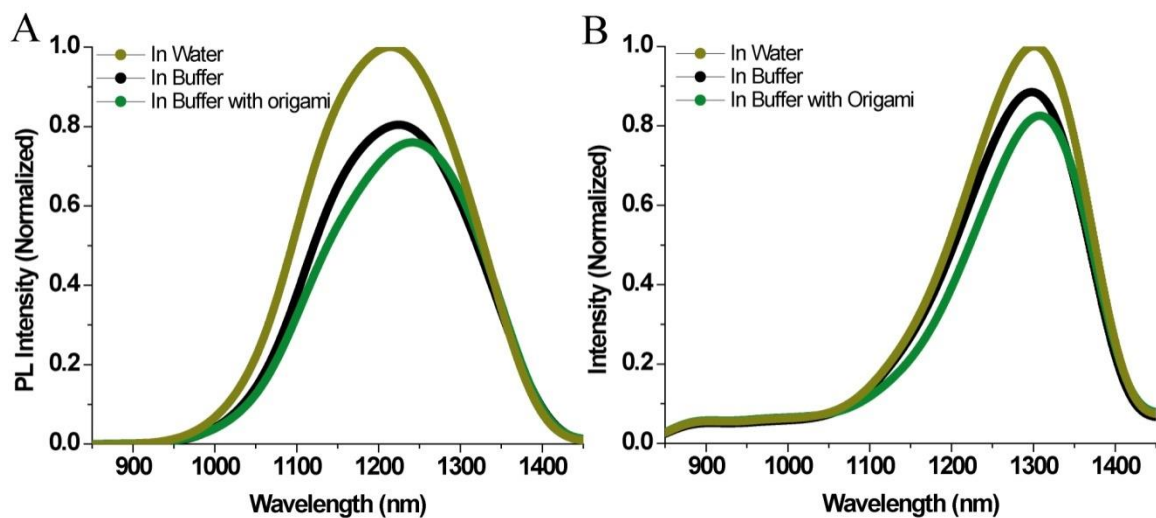 A
B
1.0
In Water
In Buffer
In Buffer with origami
0.8
0.6
0.4
0.2
0.0
PL Intensity (Normalized)
900 1000 1100 1200 1300 1400
Wavelength (nm)
1.0
In Water
In Buffer
In Buffer with Origami
0.8
0.6
0.4
0.2
0.0
Intensity (Normalized)
900 1000 1100 1200 1300 1400
Wavelength (nm)